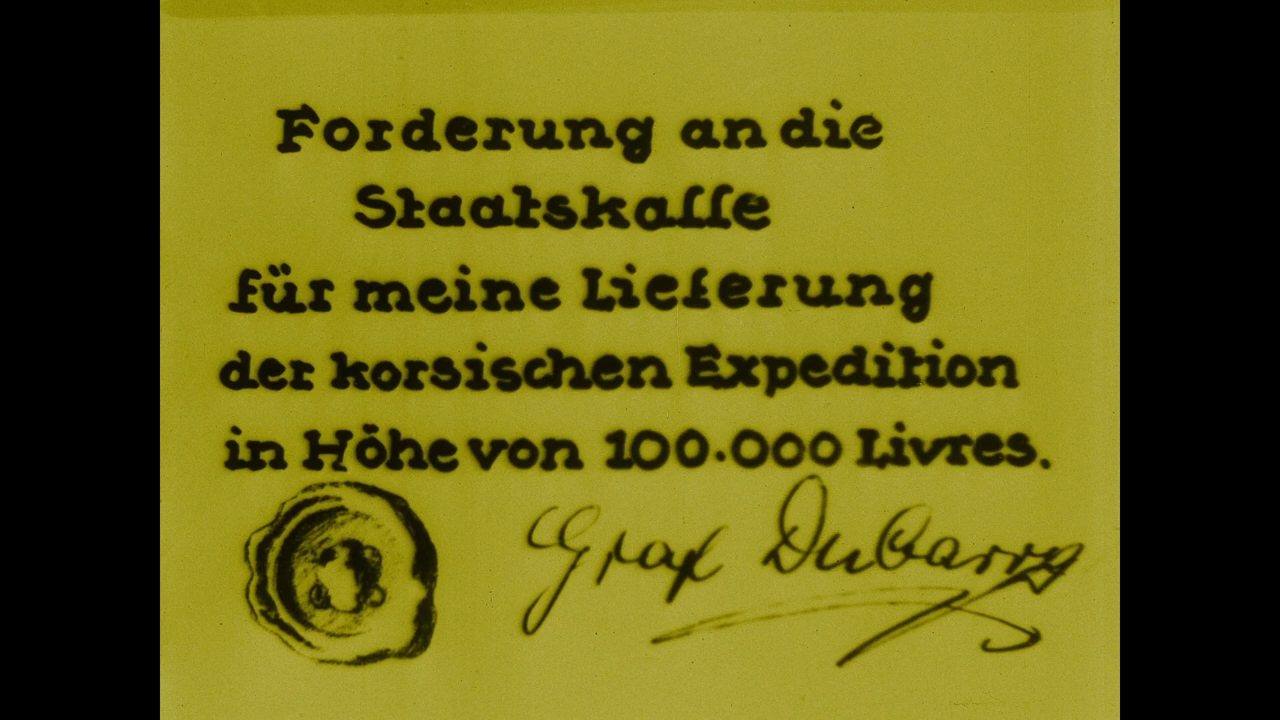 Forderung an die
Staatskasse
für meine Lieferung
der korsischen Expedition
in Höhe von 100.000 Livres.
Graf DuBarry